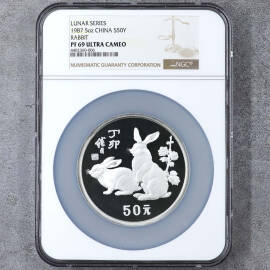 LUNAR SERIES
1987 5oz CHINA S50Y
RABBIT
PF 69 ULTRA CAMEO
NUMISMATIC GUARANTY CORPORATION
NGC
丁卯
50元